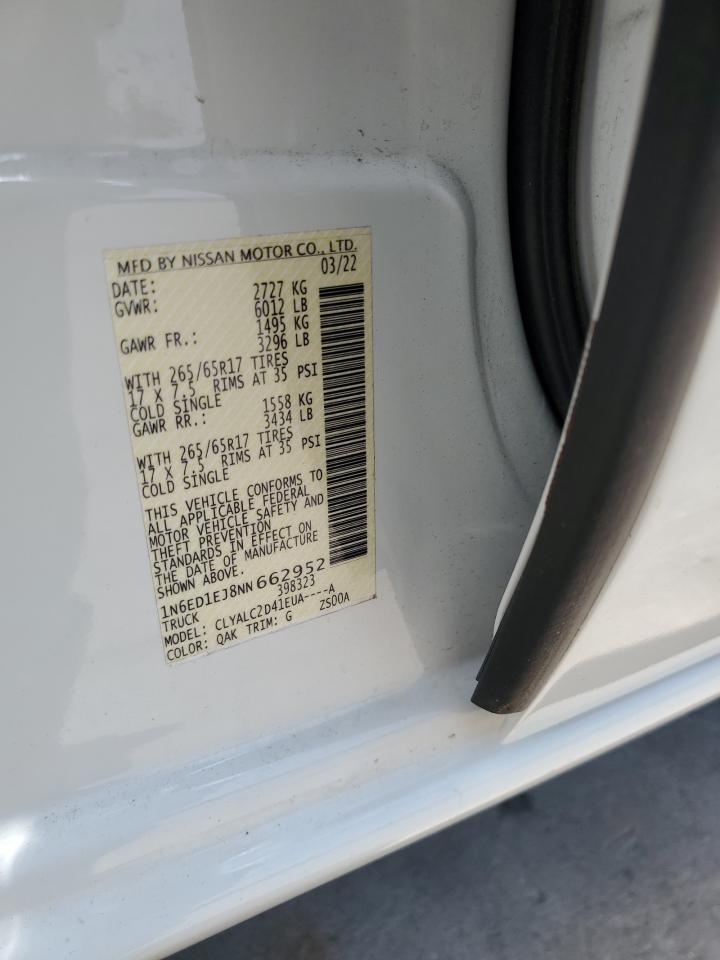 MFD BY NISSAN MOTOR CO., LTD.
DATE: 03/22
GVWR: 2727 KG
6012 LB
GAWR FR.: 1495 KG
3296 LB
WITH 265/65R17 TIRES
17 X 7.5 RIMS AT 35 PSI
COLD SINGLE
GAWR RR.: 1558 KG
3434 LB
WITH 265/65R17 TIRES
17 X 7.5 RIMS AT 35 PSI
COLD SINGLE
THIS VEHICLE CONFORMS TO
ALL APPLICABLE FEDERAL
MOTOR VEHICLE SAFETY AND
THEFT PREVENTION
STANDARDS IN EFFECT ON
THE DATE OF MANUFACTURE
SHOWN ABOVE.
1N6ED1EJ8NN662952
TRUCK 398323
MODEL: CLYALC2D41EUA----A
COLOR: QAK TRIM: G ZS00A